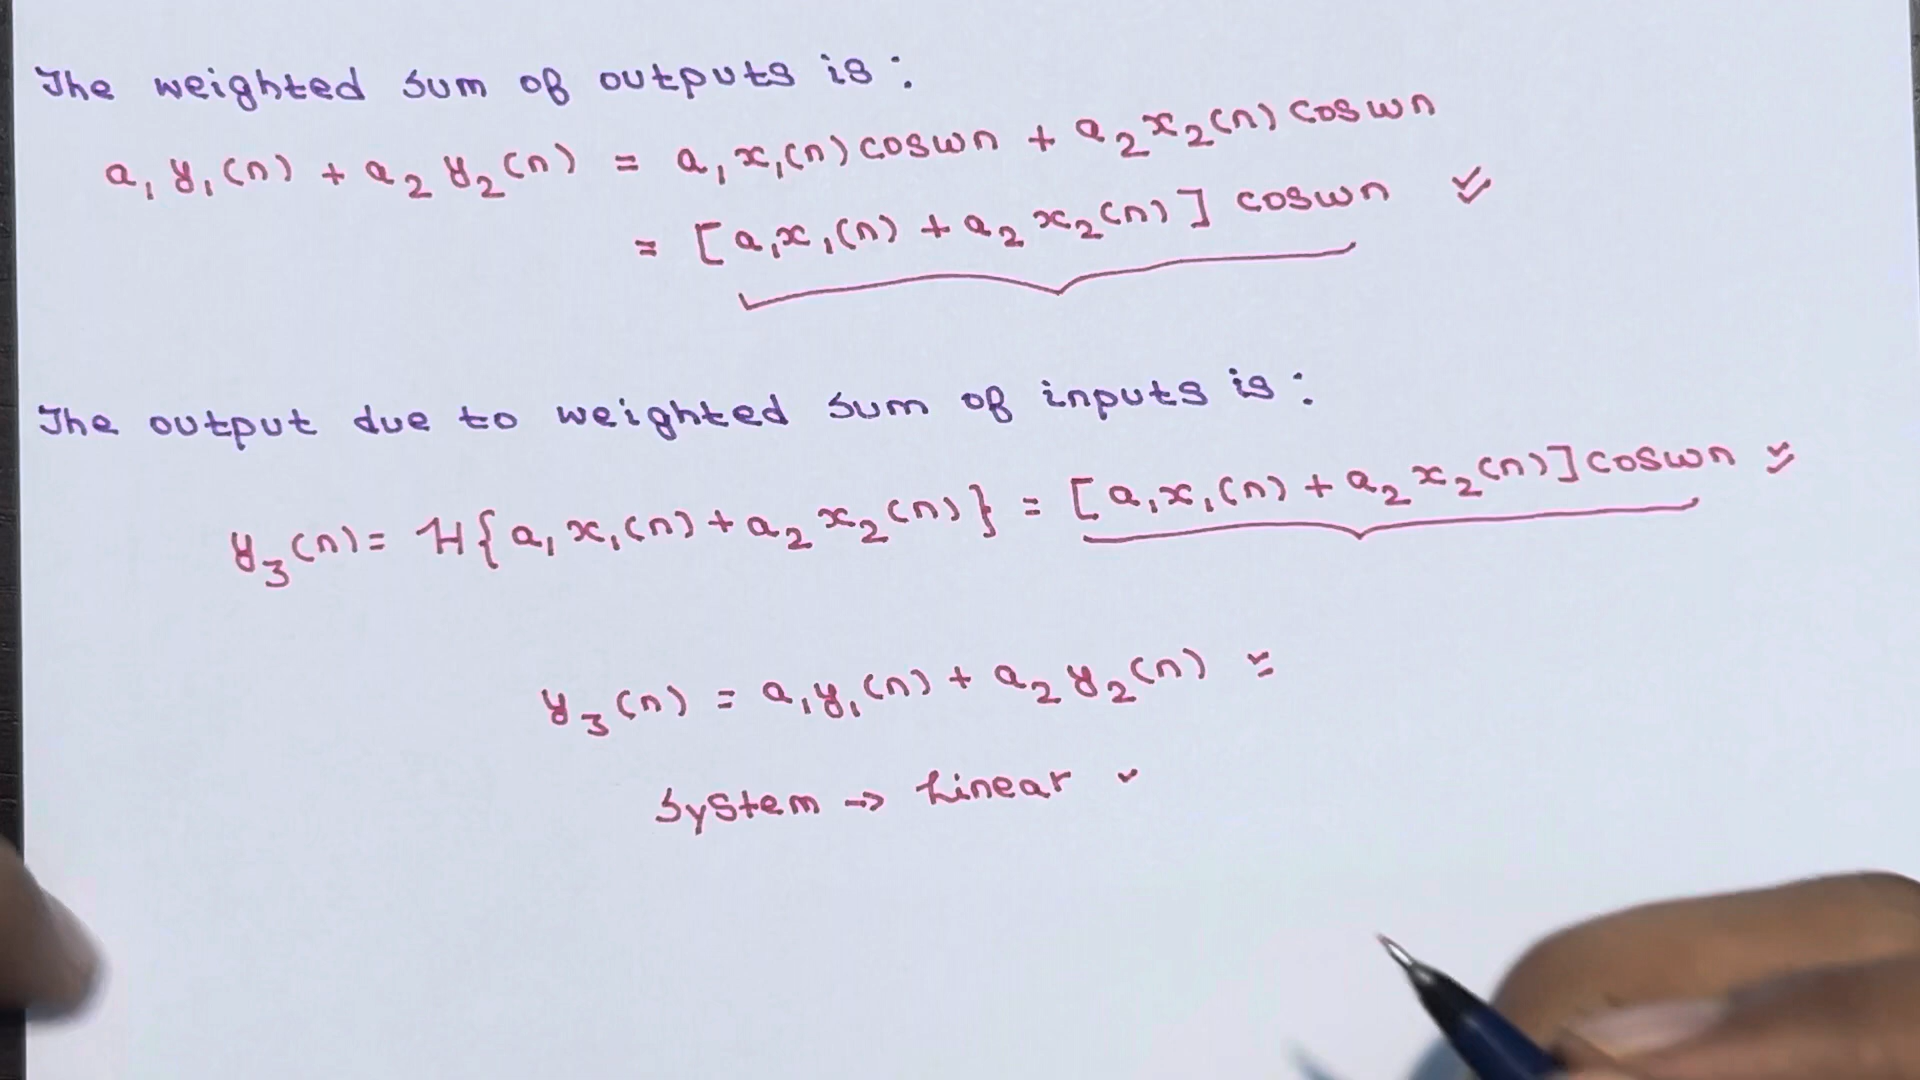 The weighted sum of outputs is :
a₁ y₁(n) + a₂ y₂(n) = a₁ x₁(n) cosωn + a₂ x₂(n) cosωn
= [a₁x₁(n) + a₂ x₂(n)] cosωn
The output due to weighted sum of inputs is :
y₃(n) = H{a₁ x₁(n) + a₂ x₂(n)} = [a₁x₁(n) + a₂ x₂(n)] cosωn
y₃(n) = a₁y₁(n) + a₂ y₂(n)
System → Linear